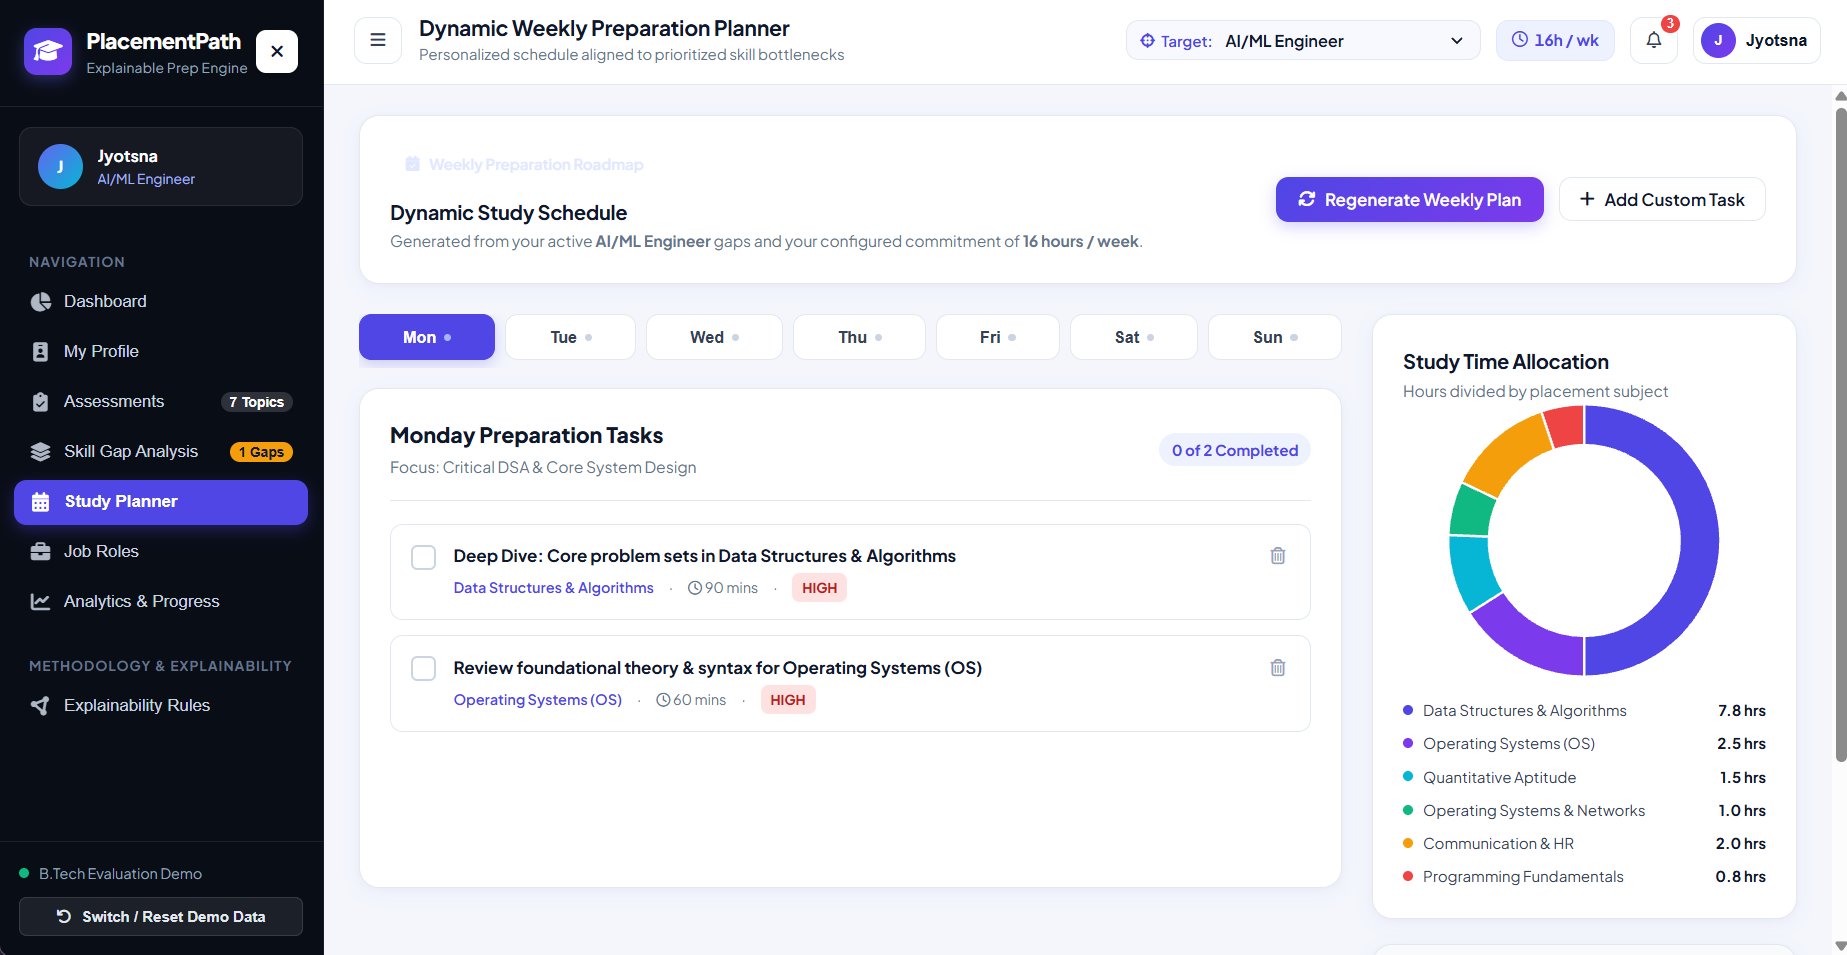 PlacementPath
Explainable Prep Engine
Jyotsna
AI/ML Engineer
NAVIGATION
Dashboard
My Profile
Assessments
7 Topics
Skill Gap Analysis
1 Gaps
Study Planner
Job Roles
Analytics & Progress
METHODOLOGY & EXPLAINABILITY
Explainability Rules
B.Tech Evaluation Demo
Switch / Reset Demo Data
Dynamic Weekly Preparation Planner
Personalized schedule aligned to prioritized skill bottlenecks
Target: AI/ML Engineer
16h / wk
3
J
Jyotsna
Weekly Preparation Roadmap
Dynamic Study Schedule
Generated from your active AI/ML Engineer gaps and your configured commitment of 16 hours / week.
Regenerate Weekly Plan
Add Custom Task
Mon
Tue
Wed
Thu
Fri
Sat
Sun
Monday Preparation Tasks
Focus: Critical DSA & Core System Design
0 of 2 Completed
Deep Dive: Core problem sets in Data Structures & Algorithms
Data Structures & Algorithms · 90 mins · HIGH
Review foundational theory & syntax for Operating Systems (OS)
Operating Systems (OS) · 60 mins · HIGH
Study Time Allocation
Hours divided by placement subject
Data Structures & Algorithms 7.8 hrs
Operating Systems (OS) 2.5 hrs
Quantitative Aptitude 1.5 hrs
Operating Systems & Networks 1.0 hrs
Communication & HR 2.0 hrs
Programming Fundamentals 0.8 hrs
J